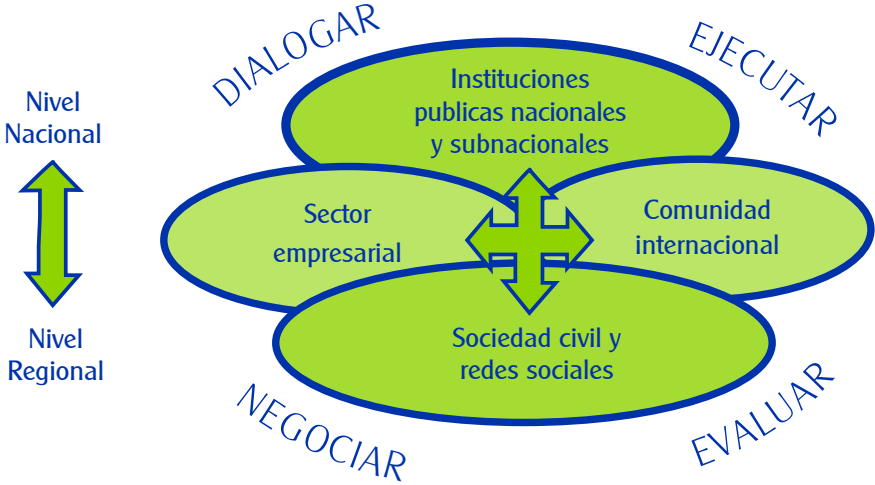 DIALOGAR
EJECUTAR
Nivel
Nacional
Instituciones
publicas nacionales
y subnacionales
Sector
empresarial
Comunidad
internacional
Nivel
Regional
Sociedad civil y
redes sociales
NEGOCIAR
EVALUAR